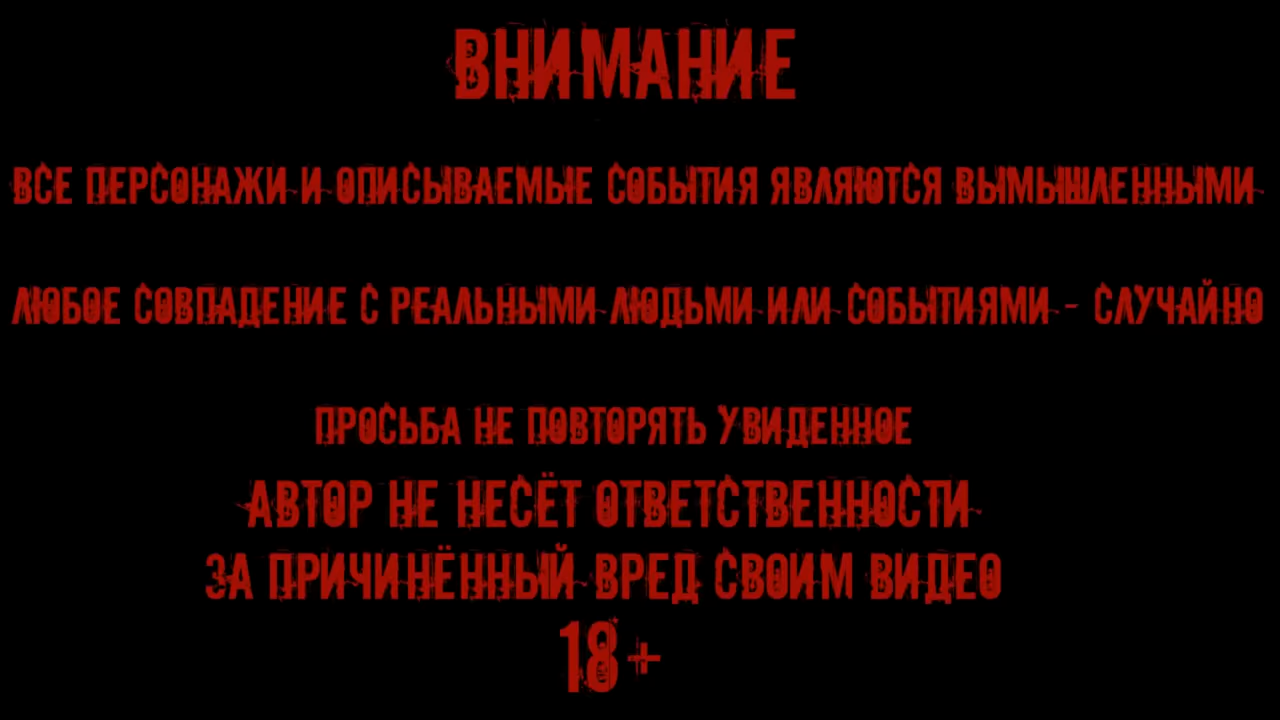 ВНИМАНИЕ
ВСЕ ПЕРСОНАЖИ И ОПИСЫВАЕМЫЕ СОБЫТИЯ ЯВЛЯЮТСЯ ВЫМЫШЛЕННЫМИ
ЛЮБОЕ СОВПАДЕНИЕ С РЕАЛЬНЫМИ ЛЮДЬМИ ИЛИ СОБЫТИЯМИ - СЛУЧАЙНО
ПРОСЬБА НЕ ПОВТОРЯТЬ УВИДЕННОЕ
АВТОР НЕ НЕСЁТ ОТВЕТСТВЕННОСТИ
ЗА ПРИЧИНЁННЫЙ ВРЕД СВОИМ ВИДЕО
18+